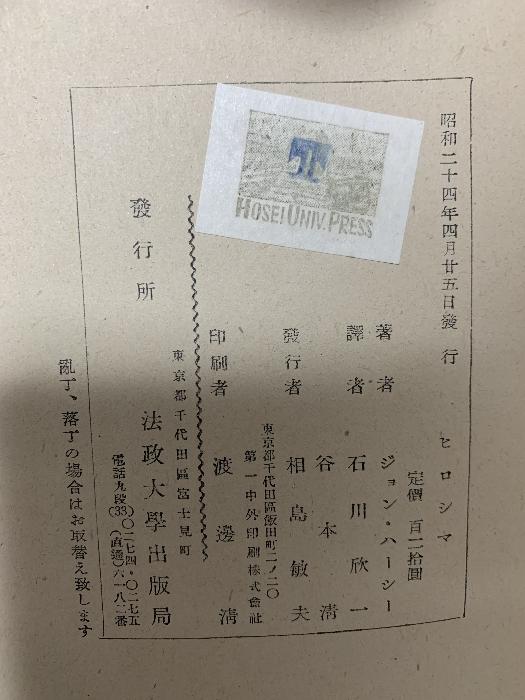 昭和二十四年四月廿五日發行
ヒロシマ
定價 百二拾圓
著者 ジョン・ハーシー
譯者 石川欣一
谷本淸
發行者 相島敏夫
東京都千代田區飯田町二ノ二〇
第一中外印刷株式會社
印刷者 渡邊淸
HOSEI UNIV. PRESS
東京都千代田區富士見町
發行所 法政大學出版局
電話九段(33)〇二七四・〇二七五
(直通)六一八二番
亂丁、落丁の場合はお取替え致します